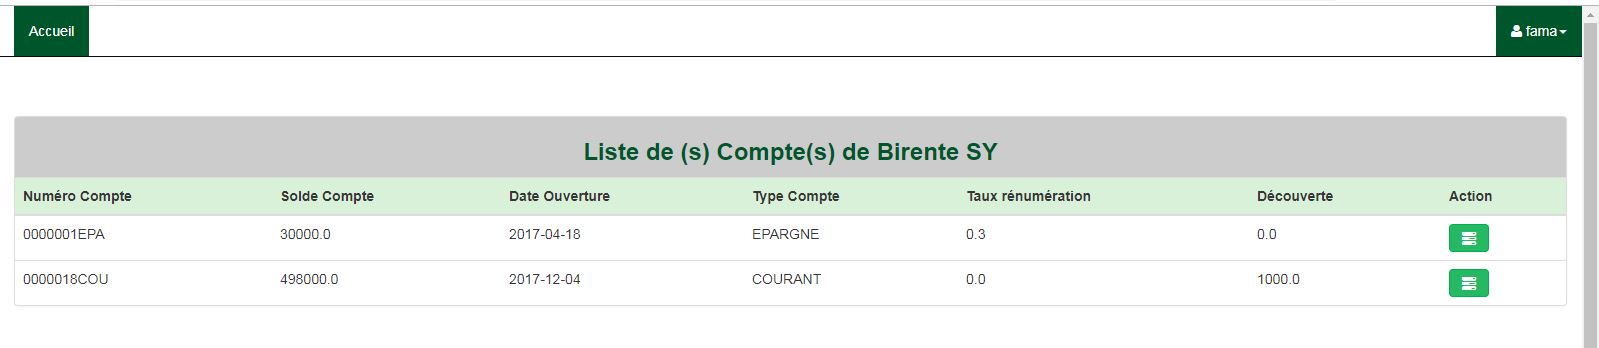 Accueil fama
Liste de (s) Compte(s) de Birente SY
Numéro Compte Solde Compte Date Ouverture Type Compte Taux rénumération Découverte Action
0000001EPA 30000.0 2017-04-18 EPARGNE 0.3 0.0
0000018COU 498000.0 2017-12-04 COURANT 0.0 1000.0